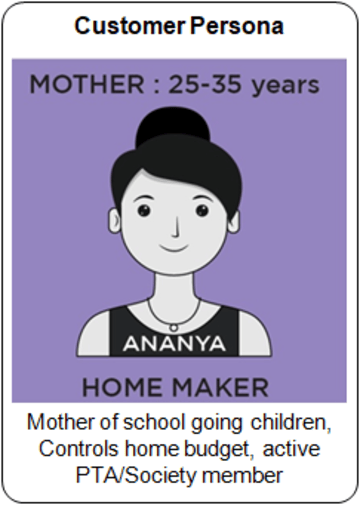 Customer Persona
MOTHER : 25-35 years
ANANYA
HOME MAKER
Mother of school going children,
Controls home budget, active
PTA/Society member